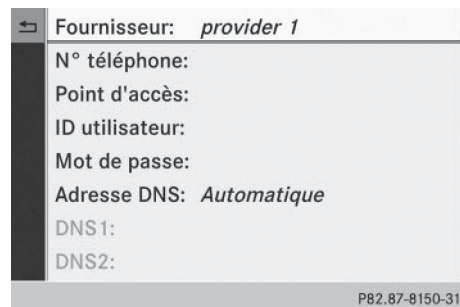 Fournisseur: provider 1
N° téléphone:
Point d'accès:
ID utilisateur:
Mot de passe:
Adresse DNS: Automatique
DNS1:
DNS2:
P82.87-8150-31